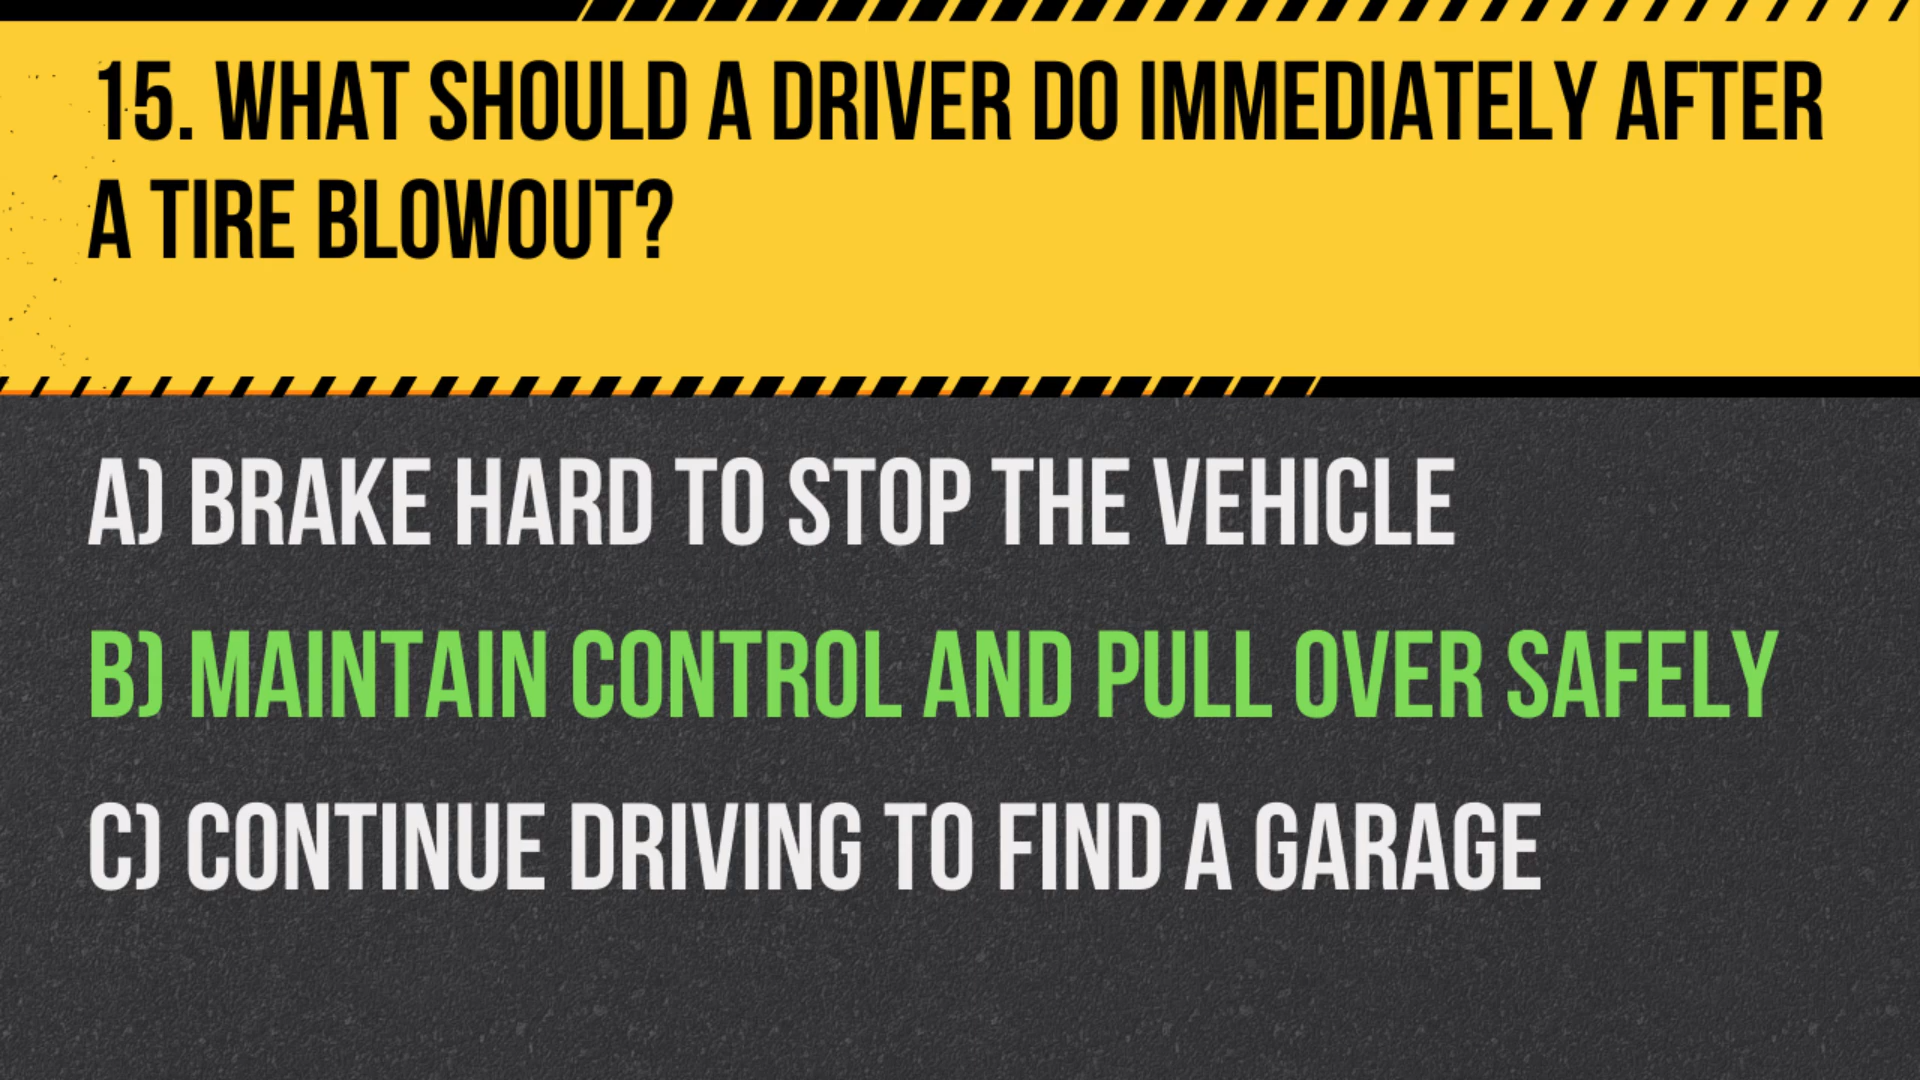 15. WHAT SHOULD A DRIVER DO IMMEDIATELY AFTER
A TIRE BLOWOUT?
A) BRAKE HARD TO STOP THE VEHICLE
B) MAINTAIN CONTROL AND PULL OVER SAFELY
C) CONTINUE DRIVING TO FIND A GARAGE